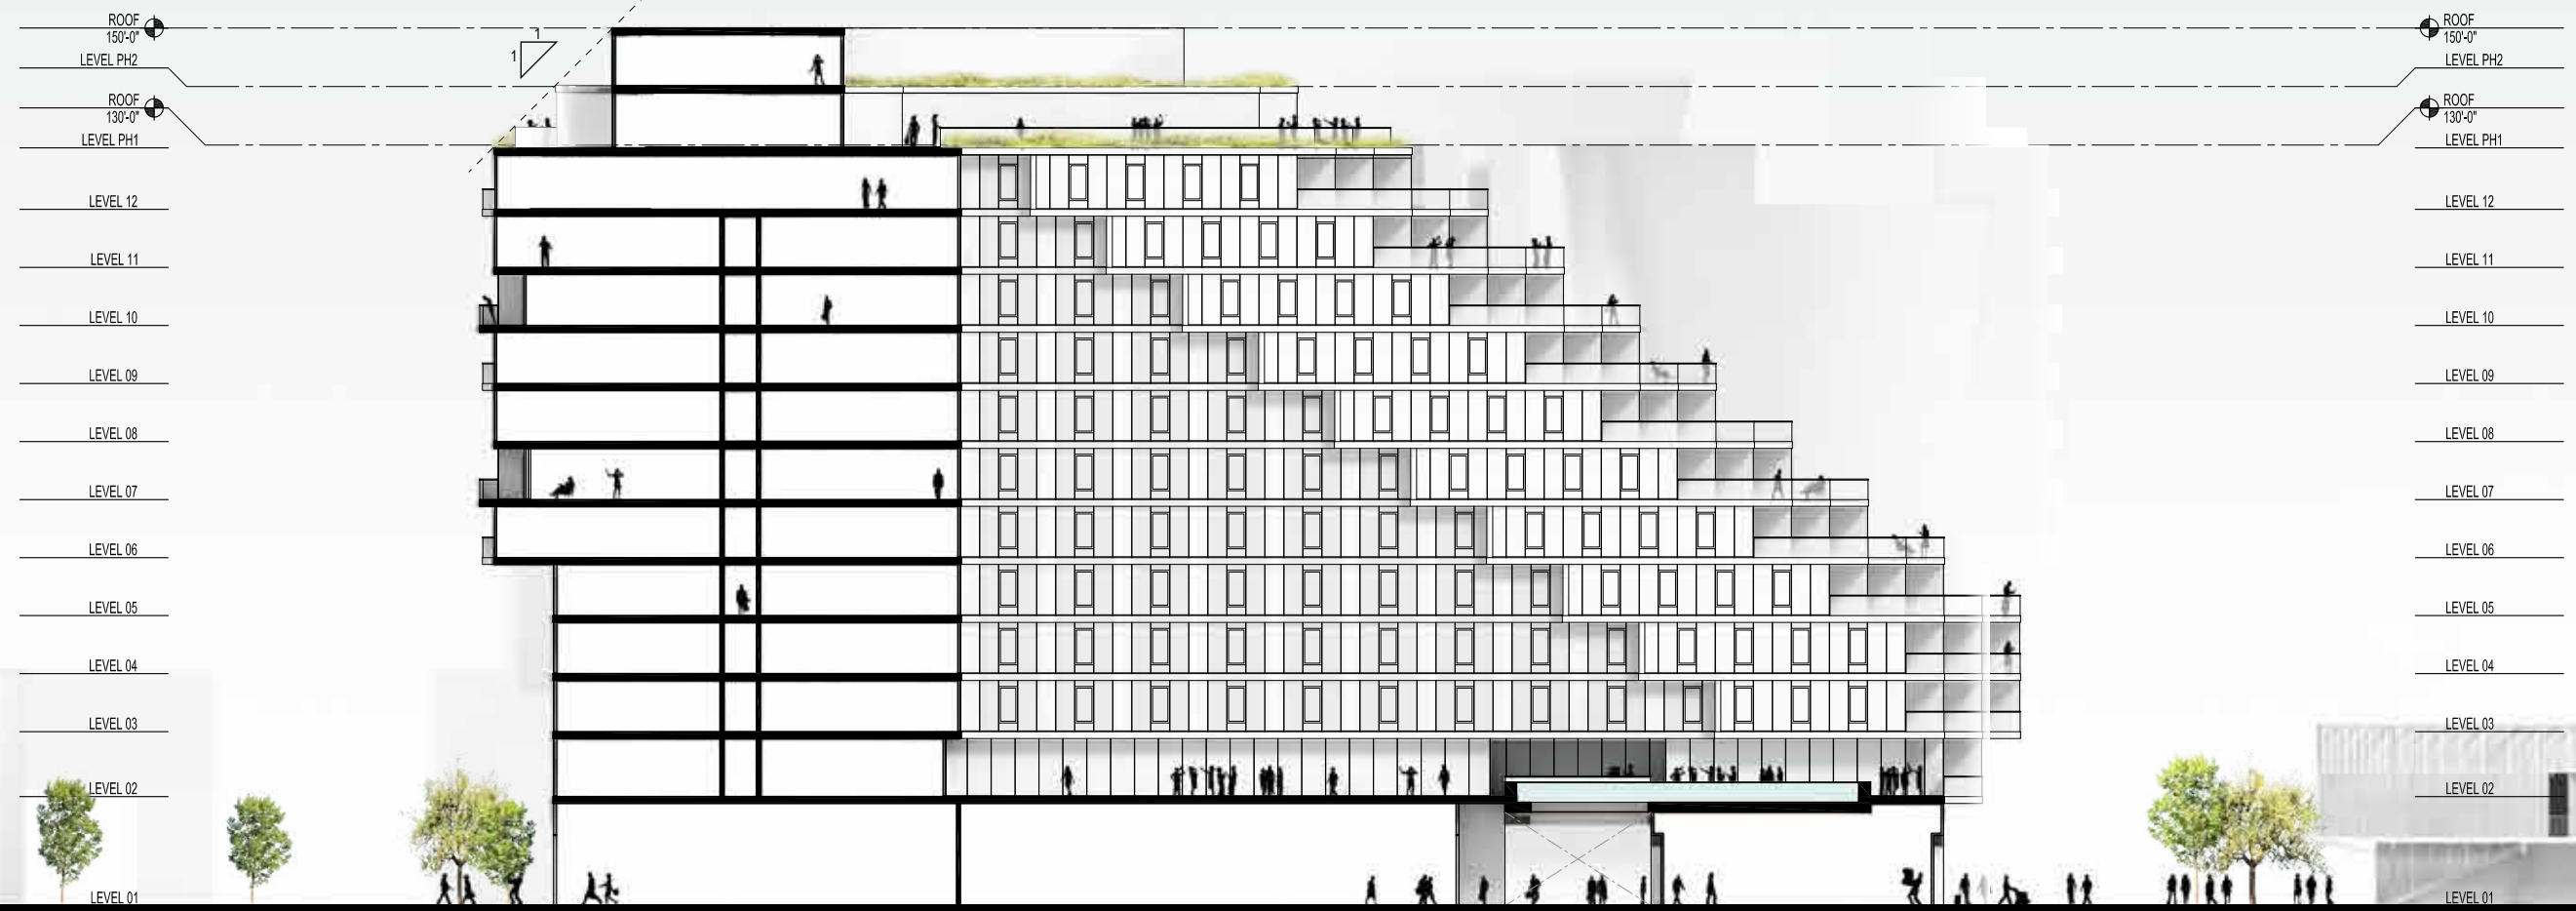 ROOF
150'-0"
LEVEL PH2
ROOF
130'-0"
LEVEL PH1
LEVEL 12
LEVEL 11
LEVEL 10
LEVEL 09
LEVEL 08
LEVEL 07
LEVEL 06
LEVEL 05
LEVEL 04
LEVEL 03
LEVEL 02
LEVEL 01
1
1
ROOF
150'-0"
LEVEL PH2
ROOF
130'-0"
LEVEL PH1
LEVEL 12
LEVEL 11
LEVEL 10
LEVEL 09
LEVEL 08
LEVEL 07
LEVEL 06
LEVEL 05
LEVEL 04
LEVEL 03
LEVEL 02
LEVEL 01